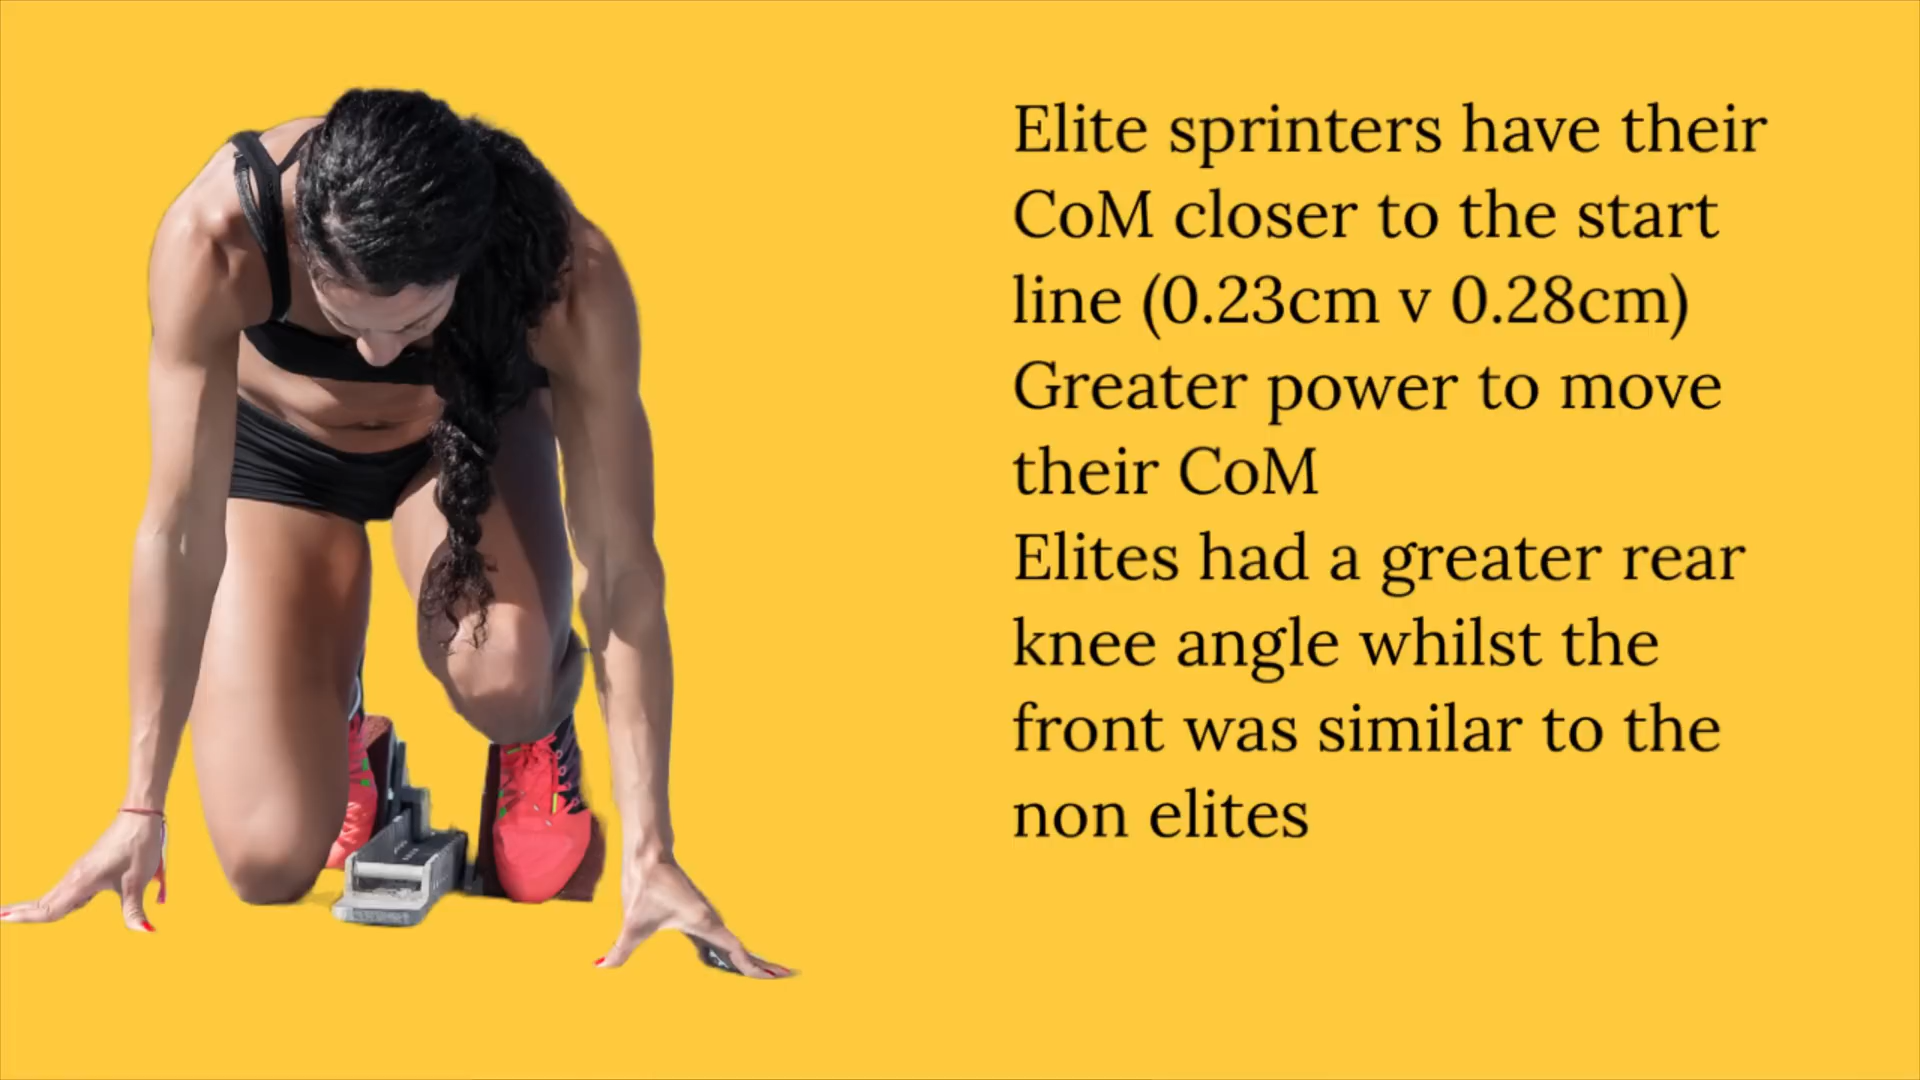 Elite sprinters have their
CoM closer to the start
line (0.23cm v 0.28cm)
Greater power to move
their CoM
Elites had a greater rear
knee angle whilst the
front was similar to the
non elites